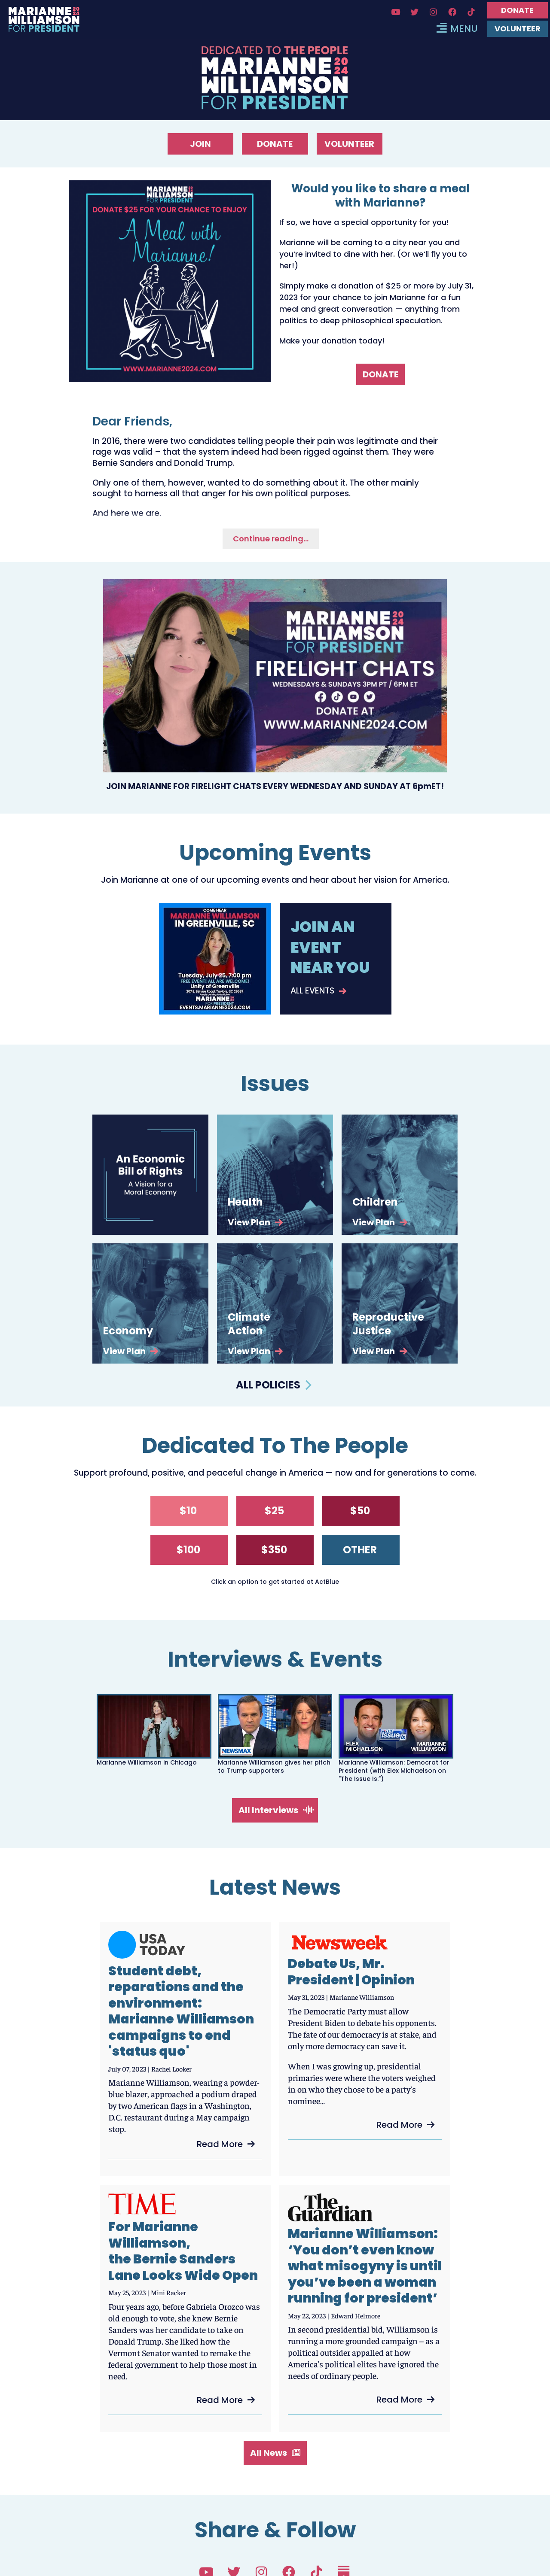 MARIANNE 20
WILLIAMSON 24
FOR PRESIDENT
DONATE
MENU
VOLUNTEER
DEDICATED TO THE PEOPLE
MARIANNE 20
WILLIAMSON 24
FOR PRESIDENT
JOIN
DONATE
VOLUNTEER
MARIANNE
WILLIAMSON
FOR PRESIDENT
DONATE $25 FOR YOUR CHANCE TO ENJOY
A Meal with
Marianne!
WWW.MARIANNE2024.COM
Would you like to share a meal
with Marianne?
If so, we have a special opportunity for you!
Marianne will be coming to a city near you and
you’re invited to dine with her. (Or we’ll fly you to
her!)
Simply make a donation of $25 or more by July 31,
2023 for your chance to join Marianne for a fun
meal and great conversation — anything from
politics to deep philosophical speculation.
Make your donation today!
DONATE
Dear Friends,
In 2016, there were two candidates telling people their pain was legitimate and their
rage was valid – that the system indeed had been rigged against them. They were
Bernie Sanders and Donald Trump.
Only one of them, however, wanted to do something about it. The other mainly
sought to harness all that anger for his own political purposes.
And here we are.
Continue reading...
MARIANNE 20
WILLIAMSON 24
FOR PRESIDENT
FIRELIGHT CHATS
WEDNESDAYS & SUNDAYS 3PM PT / 6PM ET
DONATE AT
WWW.MARIANNE2024.COM
JOIN MARIANNE FOR FIRELIGHT CHATS EVERY WEDNESDAY AND SUNDAY AT 6pmET!
Upcoming Events
Join Marianne at one of our upcoming events and hear about her vision for America.
COME HEAR
MARIANNE WILLIAMSON
IN GREENVILLE, SC
Tuesday, July 25, 7:00 pm
FREE EVENT! ALL ARE WELCOME!
Unity of Greenville
MARIANNE
WILLIAMSON
FOR PRESIDENT
EVENTS.MARIANNE2024.COM
JOIN AN
EVENT
NEAR YOU
ALL EVENTS
Issues
An Economic
Bill of Rights
A Vision for a
Moral Economy
Health
View Plan
Children
View Plan
Economy
View Plan
Climate
Action
View Plan
Reproductive
Justice
View Plan
ALL POLICIES
Dedicated To The People
Support profound, positive, and peaceful change in America — now and for generations to come.
$10
$25
$50
$100
$350
OTHER
Click an option to get started at ActBlue
Interviews & Events
Marianne Williamson in Chicago
NEWSMAX
Marianne Williamson gives her pitch
to Trump supporters
ELEX
MICHAELSON
THE Issue IS:
MARIANNE
WILLIAMSON
Marianne Williamson: Democrat for
President (with Elex Michaelson on
"The Issue Is:")
All Interviews
Latest News
USA
TODAY
Student debt,
reparations and the
environment:
Marianne Williamson
campaigns to end
'status quo'
July 07, 2023 | Rachel Looker
Marianne Williamson, wearing a powder-
blue blazer, approached a podium draped
by two American flags in a Washington,
D.C. restaurant during a May campaign
stop.
Read More
Newsweek
Debate Us, Mr.
President | Opinion
May 31, 2023 | Marianne Williamson
The Democratic Party must allow
President Biden to debate his opponents.
The fate of our democracy is at stake, and
only more democracy can save it.
When I was growing up, presidential
primaries were where the voters weighed
in on who they chose to be a party’s
nominee...
Read More
TIME
For Marianne
Williamson,
the Bernie Sanders
Lane Looks Wide Open
May 25, 2023 | Mini Racker
Four years ago, before Gabriela Orozco was
old enough to vote, she knew Bernie
Sanders was her candidate to take on
Donald Trump. She liked how the
Vermont Senator wanted to remake the
federal government to help those most in
need.
Read More
The
Guardian
Marianne Williamson:
‘You don’t even know
what misogyny is until
you’ve been a woman
running for president’
May 22, 2023 | Edward Helmore
In second presidential bid, Williamson is
running a more grounded campaign – as a
political outsider appalled at how
America’s political elites have ignored the
needs of ordinary people.
Read More
All News
Share & Follow